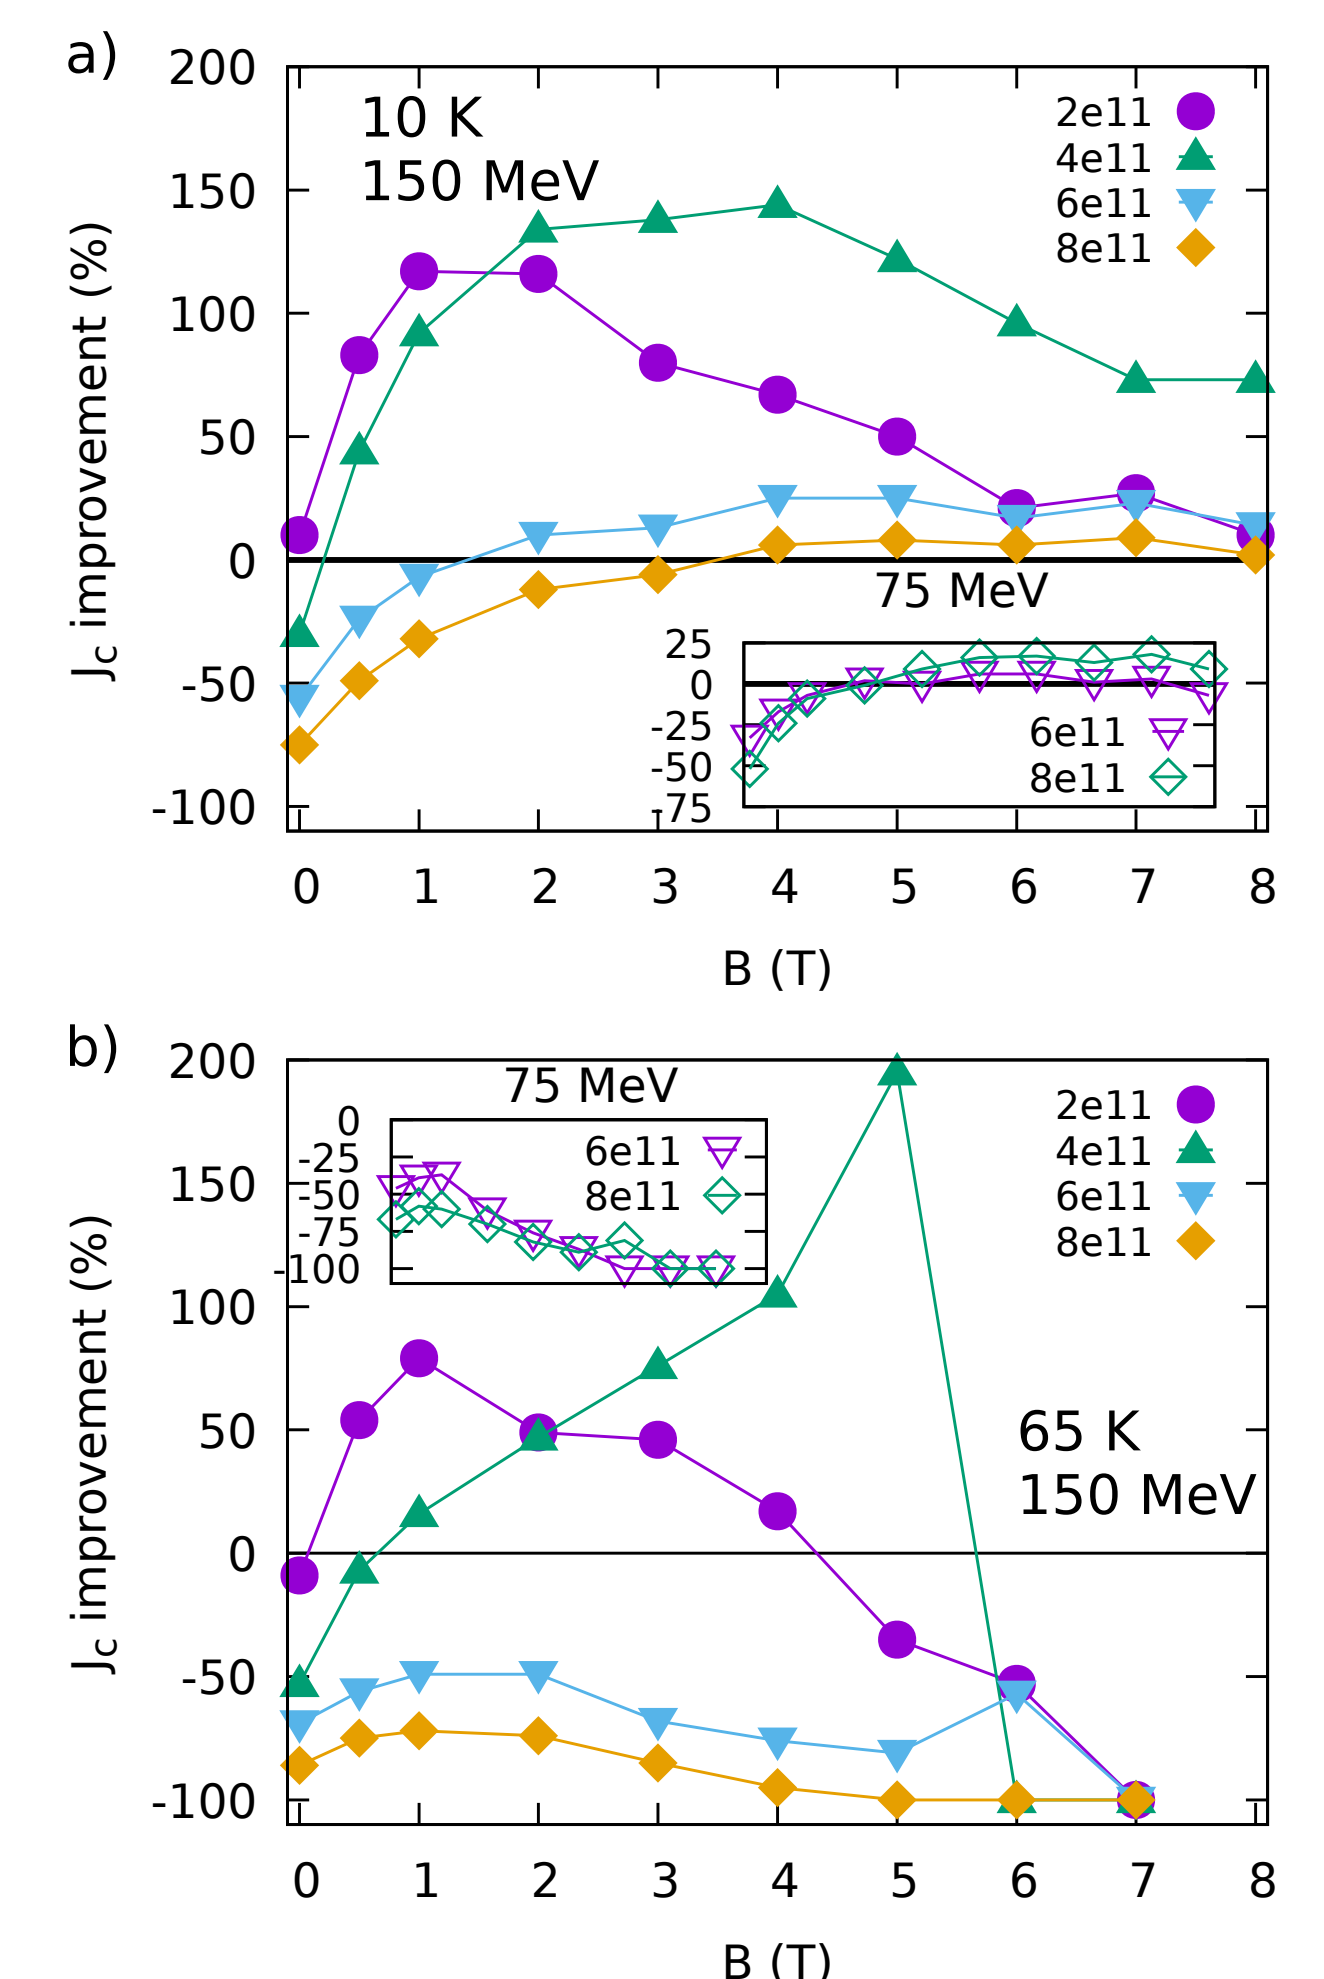 a)
200
150
100
50
0
-50
-100
Jc improvement (%)
10 K
150 MeV
2e11
4e11
6e11
8e11
75 MeV
25
0
-25
-50
-75
6e11
8e11
0 1 2 3 4 5 6 7 8
B (T)
b)
200
150
100
50
0
-50
-100
Jc improvement (%)
75 MeV
0
-25
-50
-75
-100
6e11
8e11
2e11
4e11
6e11
8e11
65 K
150 MeV
0 1 2 3 4 5 6 7 8
B (T)